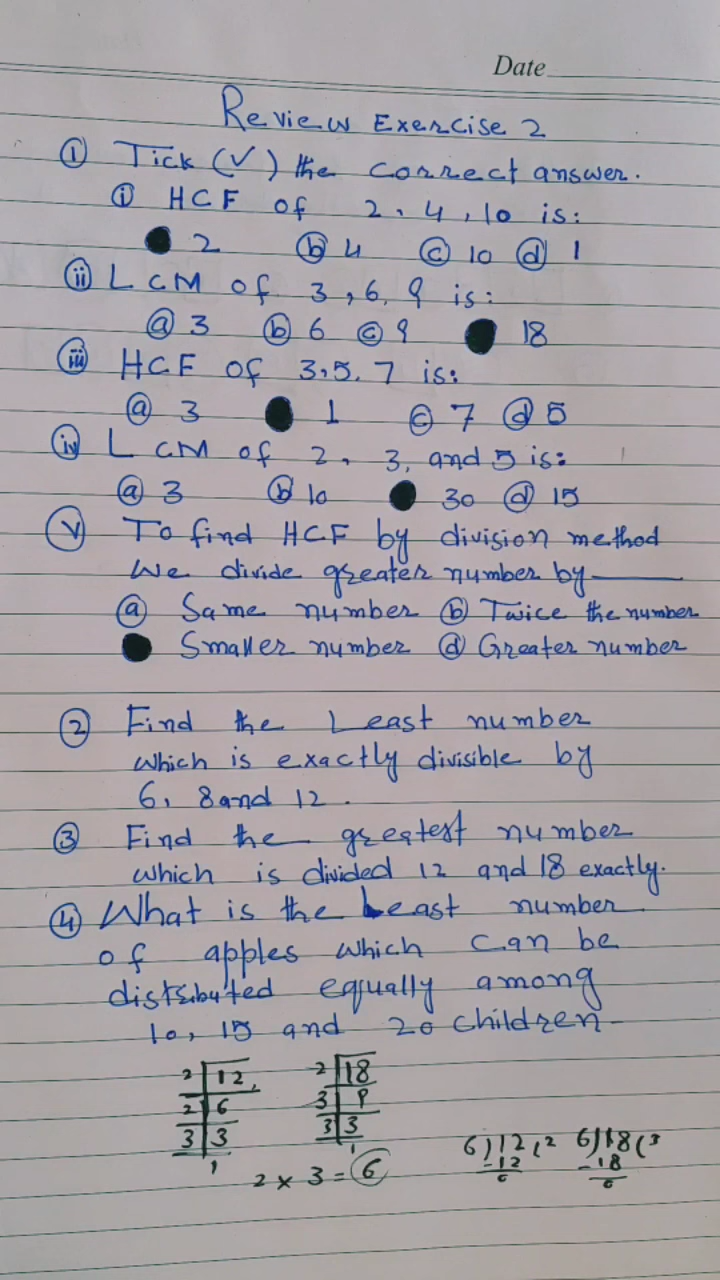 Date
Review Exercise 2
① Tick (✓) the correct answer.
① HCF of 2, 4, 10 is:
● 2 ⓑ 4 ⓒ 10 ⓓ 1
ⓘⓘ LCM of 3, 6, 9 is:
ⓐ 3 ⓑ 6 ⓒ 9 ● 18
ⓘⓘⓘ HCF of 3, 5, 7 is:
ⓐ 3 ● 1 ⓒ 7 ⓓ 5
ⓘⓥ LCM of 2, 3, and 5 is:
ⓐ 3 ⓑ 10 ● 30 ⓓ 15
ⓥ To find HCF by division method
We divide greater number by ____
ⓐ Same number ⓑ Twice the number
● Smaller number ⓓ Greater number
② Find the Least number
which is exactly divisible by
6, 8 and 12.
③ Find the greatest number
which is divided 12 and 18 exactly.
④ What is the Least number
of apples which can be
distributed equally among
10, 15 and 20 children
2 | 12 2 | 18
2 | 6 3 | 9
3 | 3 3 | 3
1 1
2 × 3 = 6
6)12(2 6)18(3
-12 -18
0 0